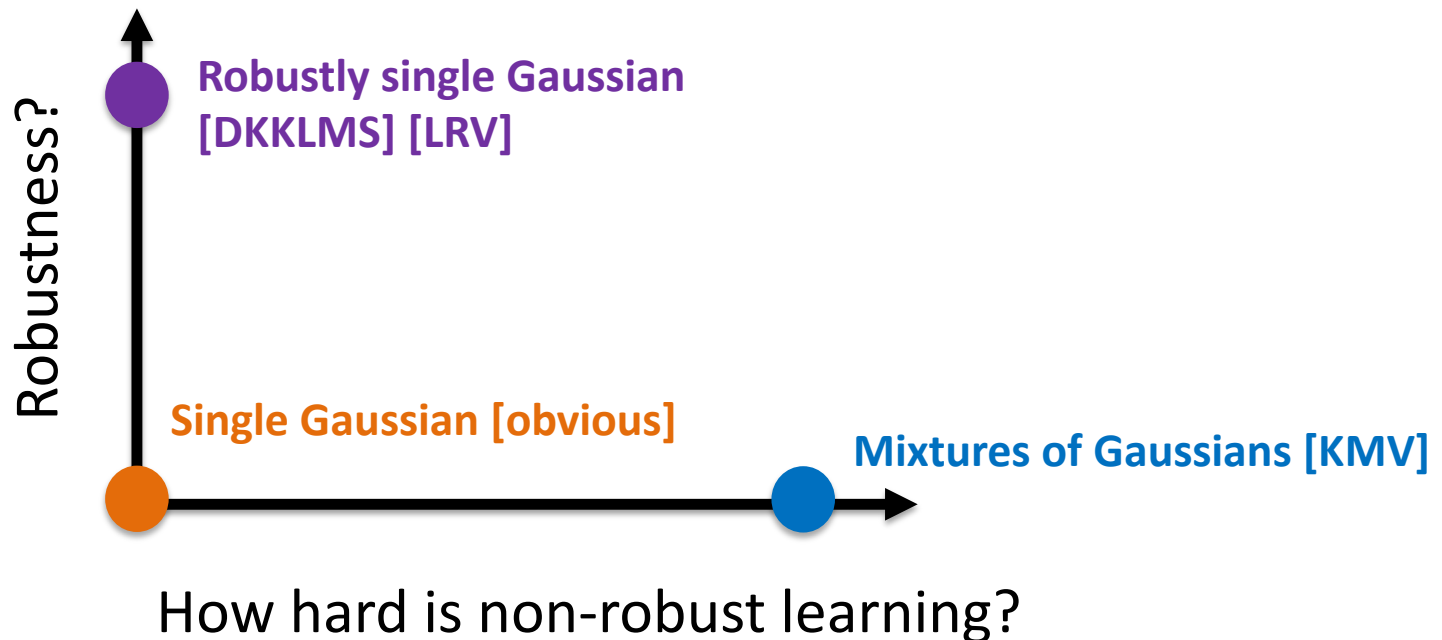 Robustly single Gaussian
[DKKLMS] [LRV]
Robustness?
Single Gaussian [obvious]
Mixtures of Gaussians [KMV]
How hard is non-robust learning?